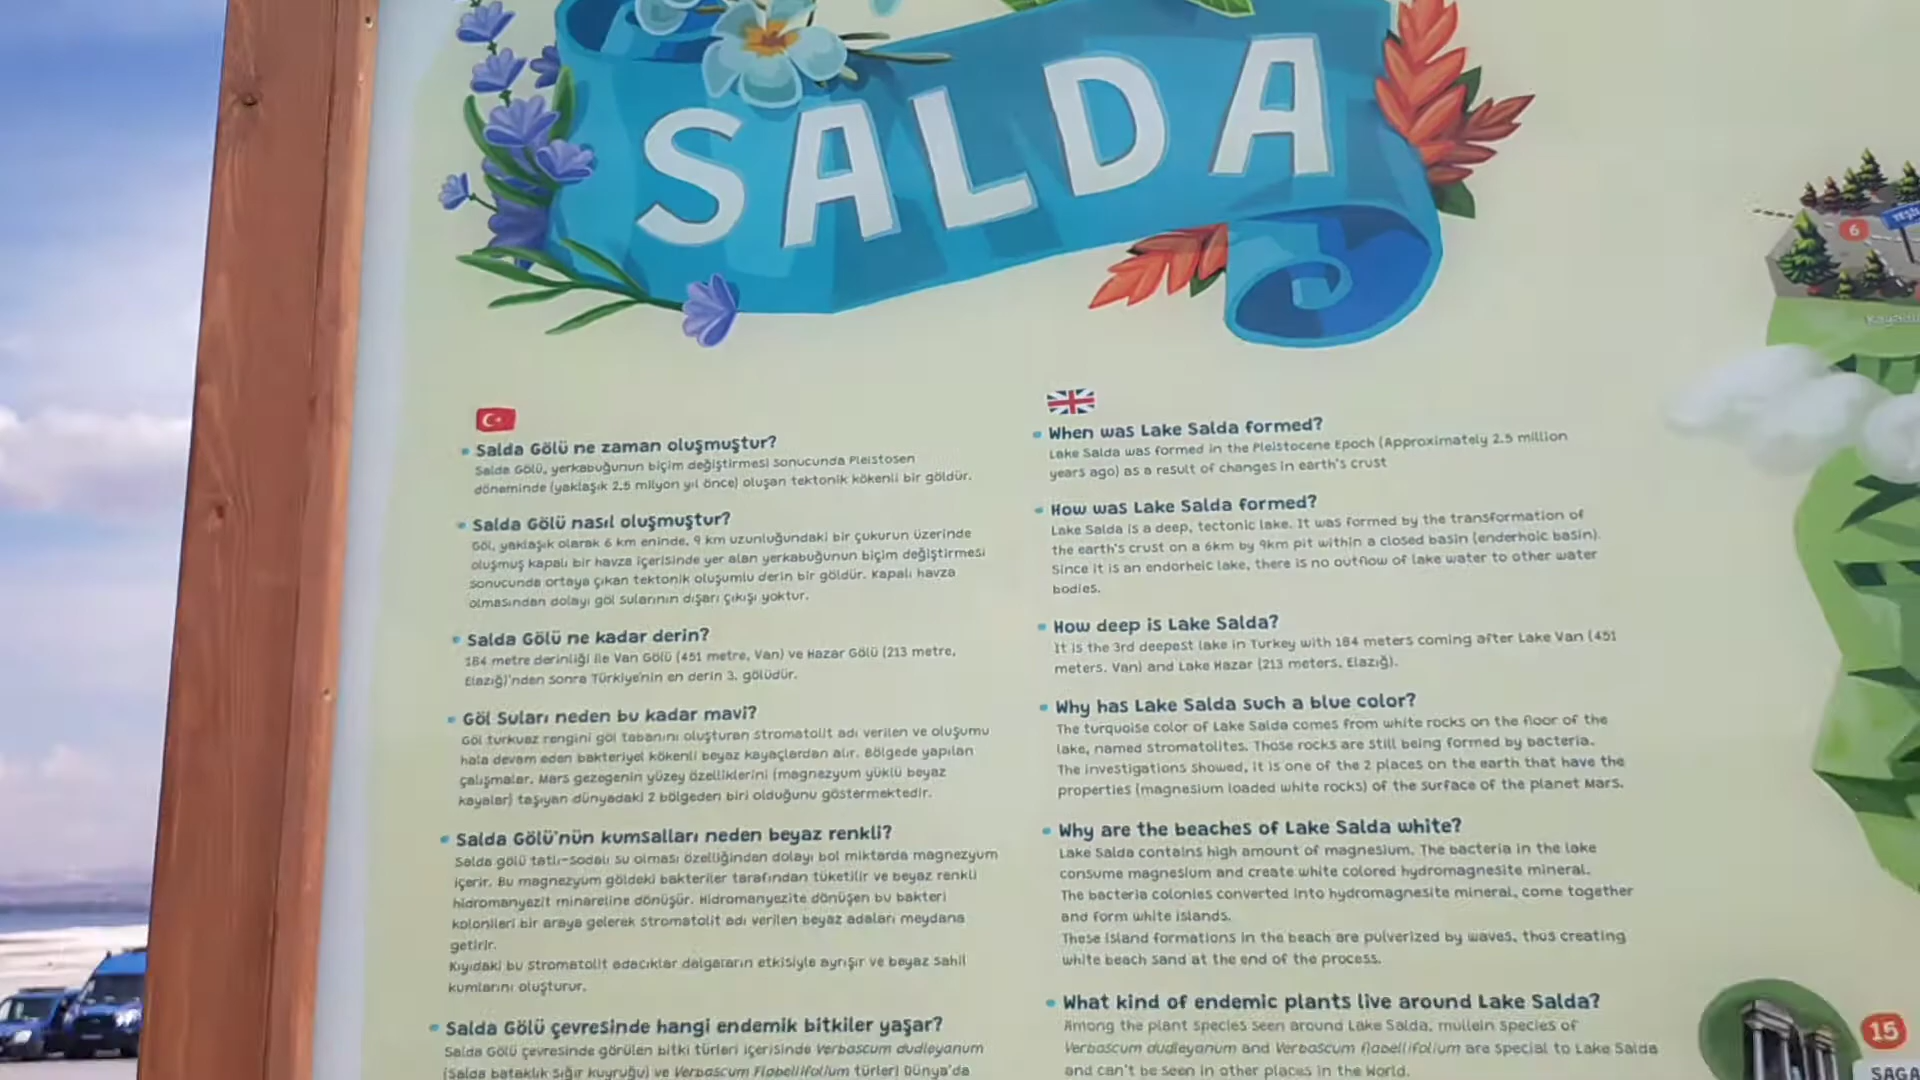 SALDA
Salda Gölü ne zaman oluşmuştur?
Salda Gölü, yerkabuğunun biçim değiştirmesi sonucunda Pleistosen
döneminde (yaklaşık 2.5 milyon yıl önce) oluşan tektonik kökenli bir göldür.
Salda Gölü nasıl oluşmuştur?
Göl, yaklaşık olarak 6 km eninde, 9 km uzunluğundaki bir çukurun üzerinde
oluşmuş kapalı bir havza içerisinde yer alan yerkabuğunun biçim değiştirmesi
sonucunda ortaya çıkan tektonik oluşumlu derin bir göldür. Kapalı havza
olmasından dolayı göl sularının dışarı çıkışı yoktur.
Salda Gölü ne kadar derin?
184 metre derinliği ile Van Gölü (451 metre, Van) ve Hazar Gölü (213 metre,
Elazığ)'nden sonra Türkiye'nin en derin 3. gölüdür.
Göl Suları neden bu kadar mavi?
Göl turkuaz rengini göl tabanını oluşturan stromatolit adı verilen ve oluşumu
hala devam eden bakteriyel kökenli beyaz kayaçlardan alır. Bölgede yapılan
çalışmalar, Mars gezegenin yüzey özelliklerini (magnezyum yüklü beyaz
kayalar) taşıyan dünyadaki 2 bölgeden biri olduğunu göstermektedir.
Salda Gölü'nün kumsalları neden beyaz renkli?
Salda gölü tatlı-sodalı su olması özelliğinden dolayı bol miktarda magnezyum
içerir. Bu magnezyum göldeki bakteriler tarafından tüketilir ve beyaz renkli
hidromanyezit minareline dönüşür. Hidromanyezite dönüşen bu bakteri
kolonileri bir araya gelerek stromatolit adı verilen beyaz adaları meydana
getirir.
Kıyıdaki bu stromatolit adacıklar dalgaların etkisiyle ayrışır ve beyaz sahil
kumlarını oluşturur.
Salda Gölü çevresinde hangi endemik bitkiler yaşar?
Salda Gölü çevresinde görülen bitki türleri içerisinde Verbascum dudleyanum
(Salda bataklık sığır kuyruğu) ve Verbascum Flabellifolium türleri Dünya'da
When was Lake Salda formed?
Lake Salda was formed in the Pleistocene Epoch (Approximately 2.5 million
years ago) as a result of changes in earth's crust
How was Lake Salda formed?
Lake Salda is a deep, tectonic lake. It was formed by the transformation of
the earth's crust on a 6km by 9km pit within a closed basin (enderhoic basin).
Since it is an endorheic lake, there is no outflow of lake water to other water
bodies.
How deep is Lake Salda?
It is the 3rd deepest lake in Turkey with 184 meters coming after Lake Van (451
meters, Van) and Lake Hazar (213 meters, Elazığ).
Why has Lake Salda such a blue color?
The turquoise color of Lake Salda comes from white rocks on the floor of the
lake, named stromatolites. Those rocks are still being formed by bacteria.
The investigations showed, it is one of the 2 places on the earth that have the
properties (magnesium loaded white rocks) of the surface of the planet Mars.
Why are the beaches of Lake Salda white?
Lake Salda contains high amount of magnesium. The bacteria in the lake
consume magnesium and create white colored hydromagnesite mineral.
The bacteria colonies converted into hydromagnesite mineral, come together
and form white islands.
These island formations in the beach are pulverized by waves, thus creating
white beach sand at the end of the process.
What kind of endemic plants live around Lake Salda?
Among the plant species seen around Lake Salda, mullein species of
Verbascum dudleyanum and Verbascum flabellifolium are special to Lake Salda
and can't be seen in other places in the World.
6
15
SAGA